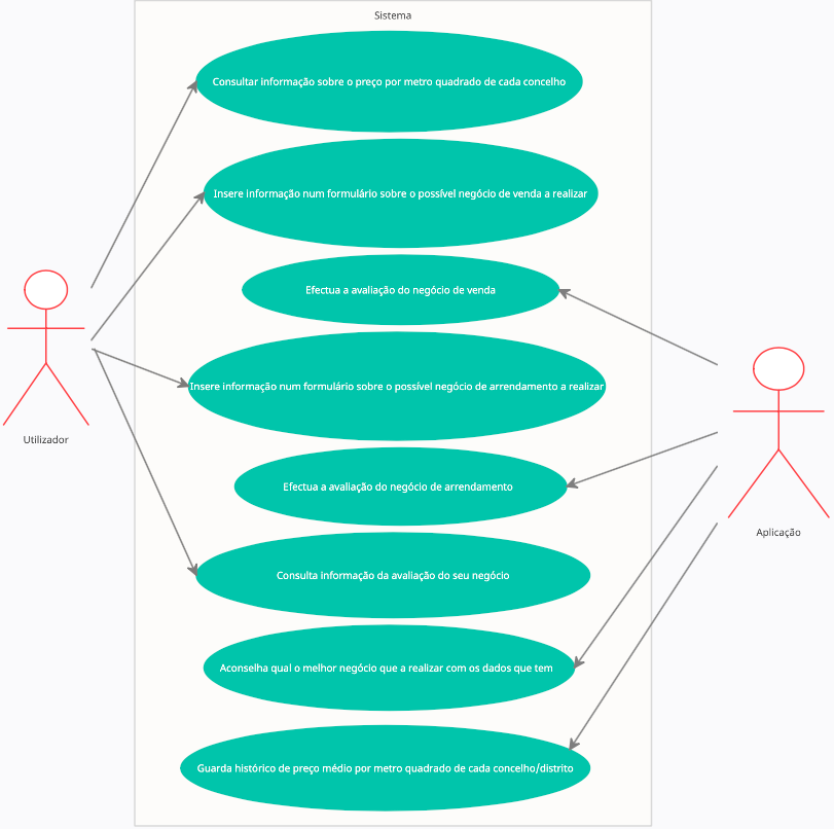 Sistema
Consultar informação sobre o preço por metro quadrado de cada concelho
Insere informação num formulário sobre o possível negócio de venda a realizar
Efectua a avaliação do negócio de venda
Insere informação num formulário sobre o possível negócio de arrendamento a realizar
Utilizador
Efectua a avaliação do negócio de arrendamento
Aplicação
Consulta informação da avaliação do seu negócio
Aconselha qual o melhor negócio que a realizar com os dados que tem
Guarda histórico de preço médio por metro quadrado de cada concelho/distrito